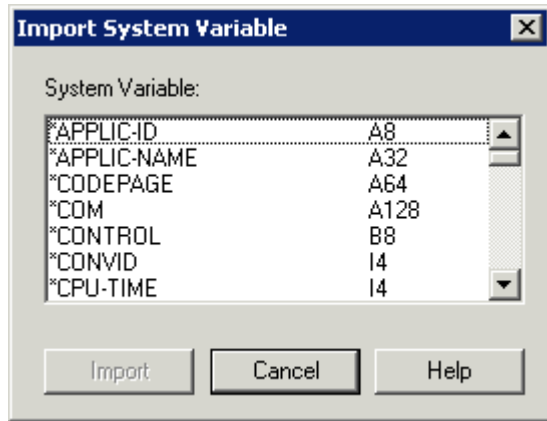 Import System Variable
System Variable:
*APPLIC-ID A8
*APPLIC-NAME A32
*CODEPAGE A64
*COM A128
*CONTROL B8
*CONVID I4
*CPU-TIME I4
Import Cancel Help